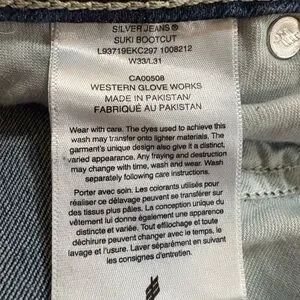 SILVER JEANS®
SUKI BOOTCUT
L93719EKC297 1008212
W33/L31
CA00508
WESTERN GLOVE WORKS
MADE IN PAKISTAN/
FABRIQUÉ AU PAKISTAN
Wear with care. The dyes used to achieve this
wash may transfer onto lighter materials. The
garment's unique design also give it a distinct,
varied appearance. Any fraying and destruction
may change with time, wash and wear. Wash
separately following care instructions.
Porter avec soin. Les colorants utilisés pour
réaliser ce délavage peuvent se transférer sur
des tissus plus pâles. La conception unique du
vêtement lui donne également une apparence
distincte et variée. Tout effilochage et toute
déchirure peuvent changer avec le temps, le
lavage et l'usure. Laver séparément en suivant
les consignes d'entretien.